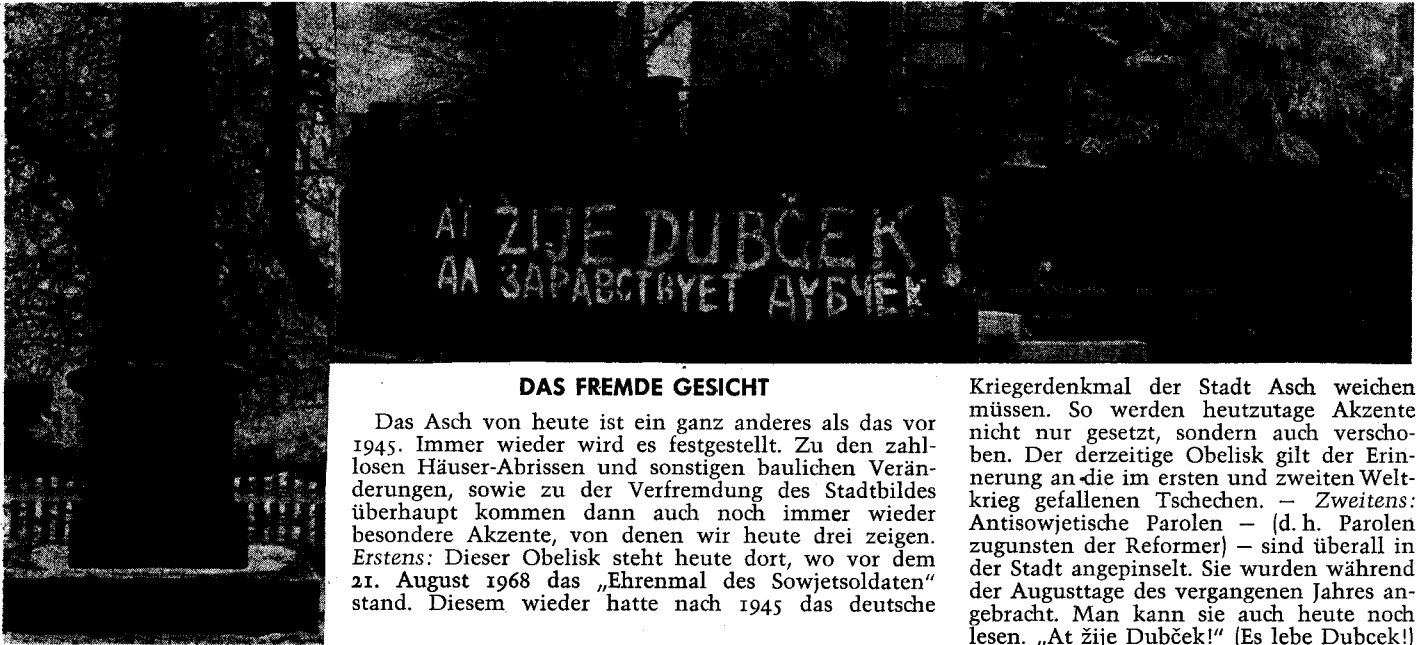 AŤ ŽIJE DUBČEK!
ДА ЗДРАВСТВУЕТ ДУБЧЕК
DAS FREMDE GESICHT
Das Asch von heute ist ein ganz anderes als das vor
1945. Immer wieder wird es festgestellt. Zu den zahl-
losen Häuser-Abrissen und sonstigen baulichen Verän-
derungen, sowie zu der Verfremdung des Stadtbildes
überhaupt kommen dann auch noch immer wieder
besondere Akzente, von denen wir heute drei zeigen.
Erstens: Dieser Obelisk steht heute dort, wo vor dem
21. August 1968 das „Ehrenmal des Sowjetsoldaten“
stand. Diesem wieder hatte nach 1945 das deutsche
Kriegerdenkmal der Stadt Asch weichen
müssen. So werden heutzutage Akzente
nicht nur gesetzt, sondern auch verscho-
ben. Der derzeitige Obelisk gilt der Erin-
nerung an die im ersten und zweiten Welt-
krieg gefallenen Tschechen. — Zweitens:
Antisowjetische Parolen — (d. h. Parolen
zugunsten der Reformer) — sind überall in
der Stadt angepinselt. Sie wurden während
der Augusttage des vergangenen Jahres an-
gebracht. Man kann sie auch heute noch
lesen. „At žije Dubček!“ (Es lebe Dubcek!)